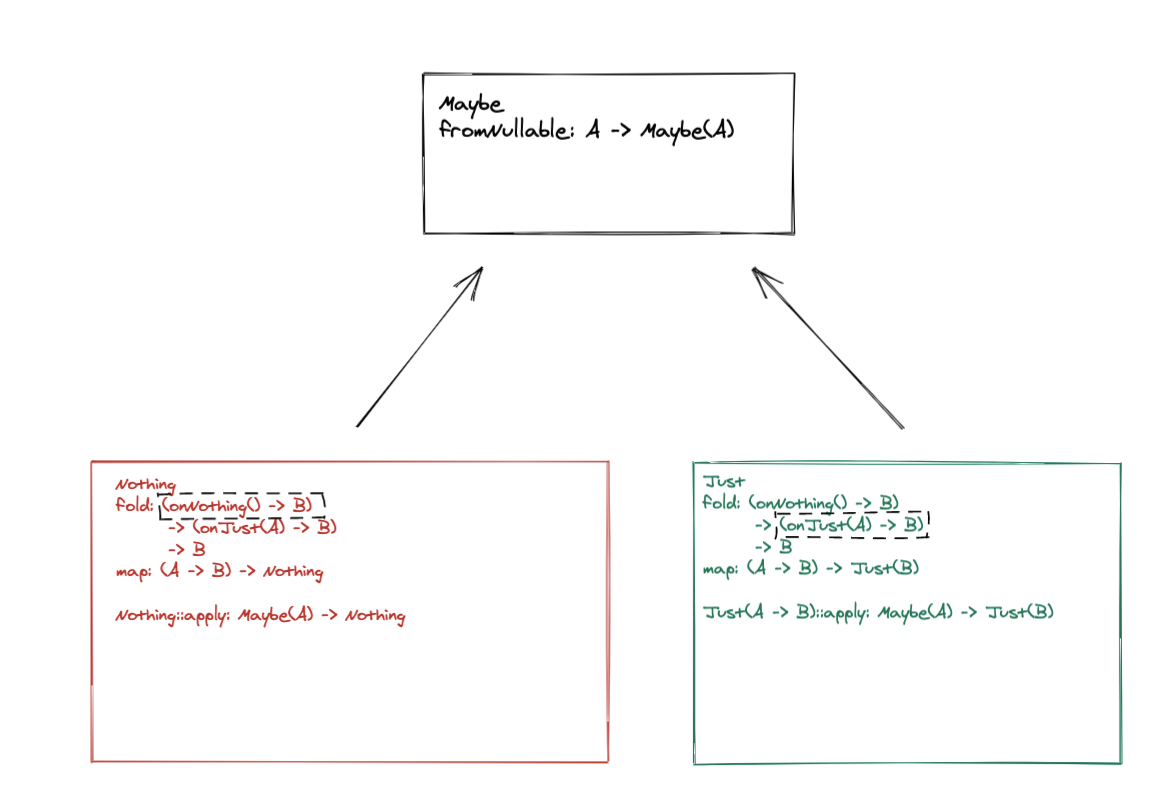 Maybe
fromNullable: A -> Maybe(A)
Nothing
fold: (onNothing() -> B)
-> (onJust(A) -> B)
-> B
map: (A -> B) -> Nothing
Nothing::apply: Maybe(A) -> Nothing
Just
fold: (onNothing() -> B)
-> (onJust(A) -> B)
-> B
map: (A -> B) -> Just(B)
Just(A -> B)::apply: Maybe(A) -> Just(B)